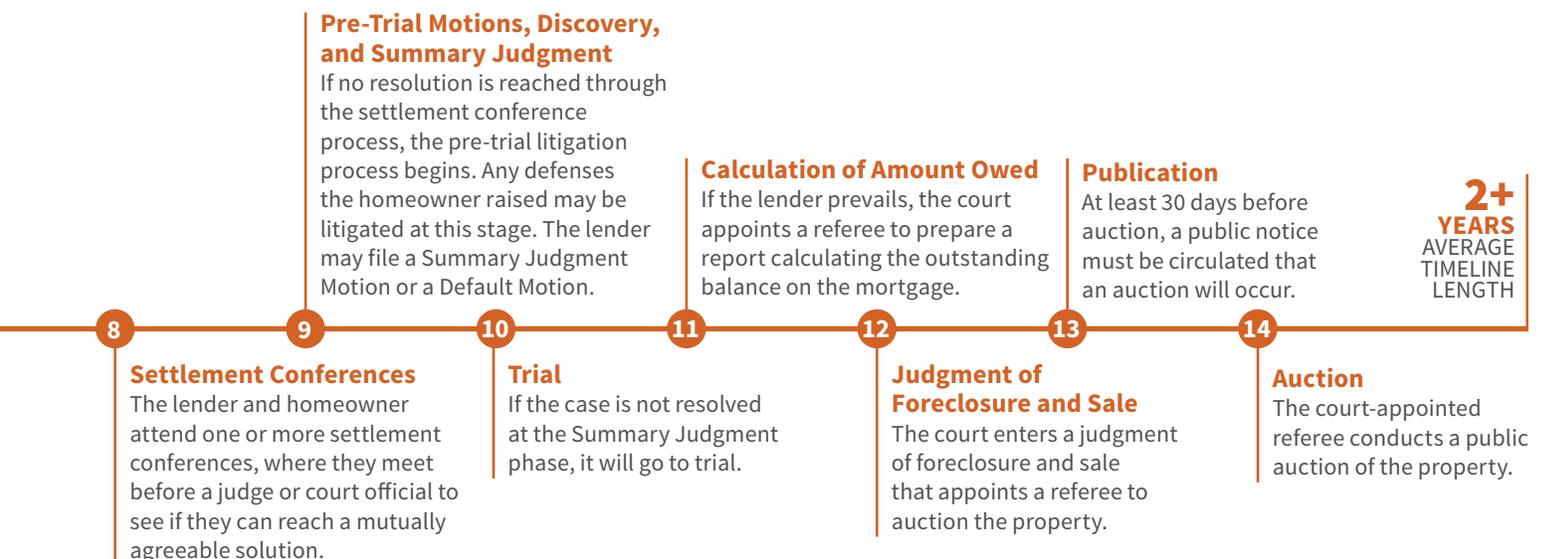 8
Settlement Conferences
The lender and homeowner
attend one or more settlement
conferences, where they meet
before a judge or court official to
see if they can reach a mutually
agreeable solution.
9
Pre-Trial Motions, Discovery,
and Summary Judgment
If no resolution is reached through
the settlement conference
process, the pre-trial litigation
process begins. Any defenses
the homeowner raised may be
litigated at this stage. The lender
may file a Summary Judgment
Motion or a Default Motion.
10
Trial
If the case is not resolved
at the Summary Judgment
phase, it will go to trial.
11
Calculation of Amount Owed
If the lender prevails, the court
appoints a referee to prepare a
report calculating the outstanding
balance on the mortgage.
12
Judgment of
Foreclosure and Sale
The court enters a judgment
of foreclosure and sale
that appoints a referee to
auction the property.
13
Publication
At least 30 days before
auction, a public notice
must be circulated that
an auction will occur.
14
Auction
The court-appointed
referee conducts a public
auction of the property.
2+
YEARS
AVERAGE
TIMELINE
LENGTH